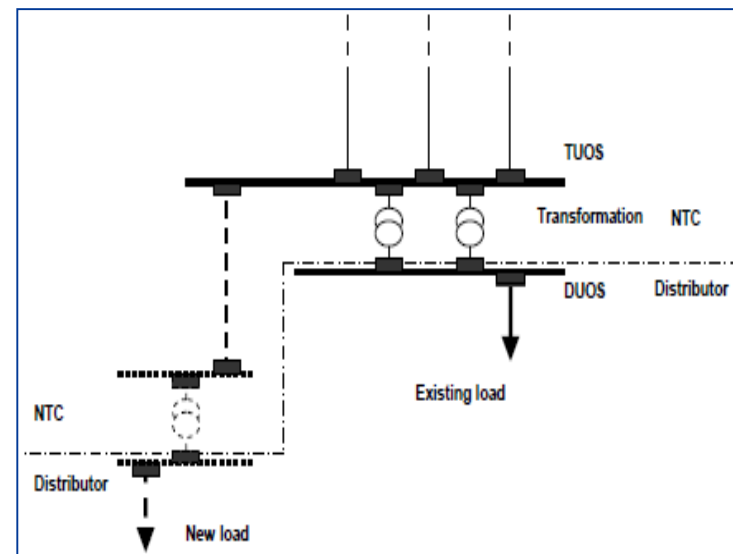 TUOS
Transformation NTC
DUOS Distributor
Existing load
NTC
Distributor
New load